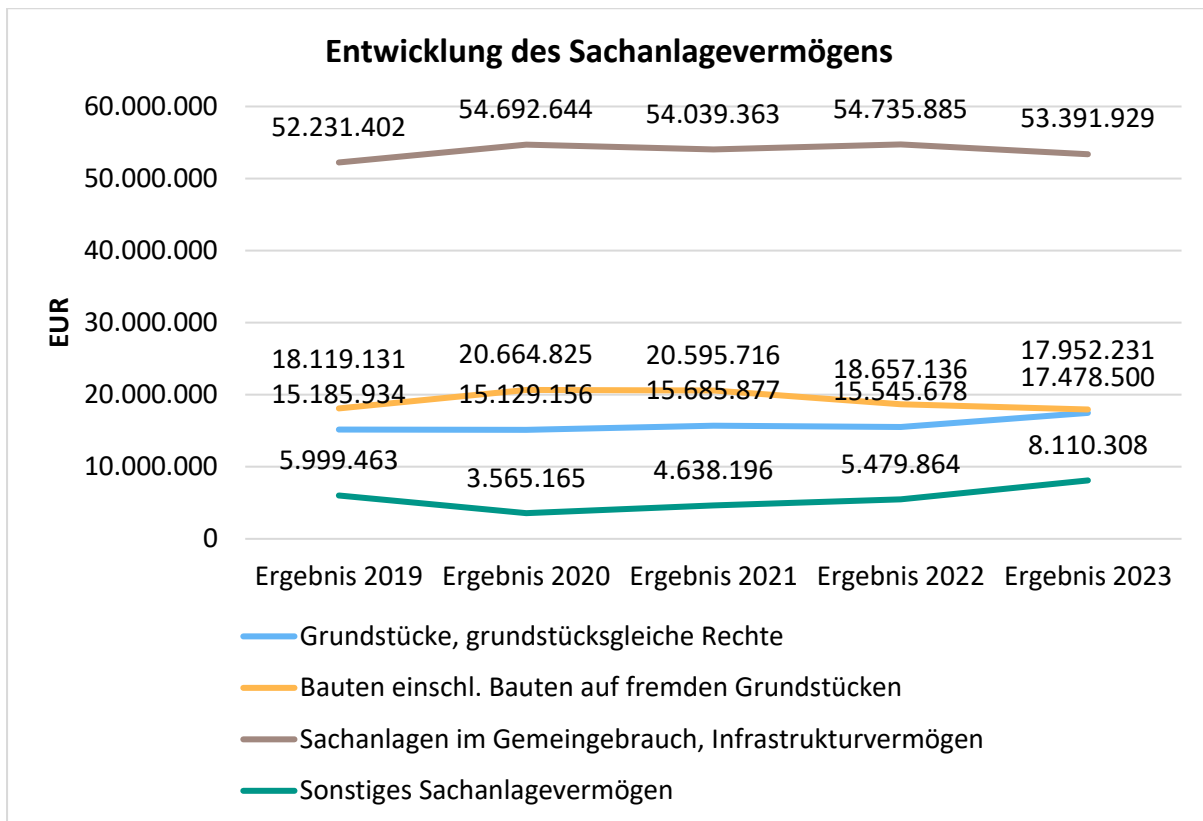 Entwicklung des Sachanlagevermögens
60.000.000
50.000.000
40.000.000
30.000.000
20.000.000
10.000.000
0
EUR
52.231.402 54.692.644 54.039.363 54.735.885 53.391.929
18.119.131 20.664.825 20.595.716 18.657.136 17.952.231
15.185.934 15.129.156 15.685.877 15.545.678 17.478.500
5.999.463 3.565.165 4.638.196 5.479.864 8.110.308
Ergebnis 2019 Ergebnis 2020 Ergebnis 2021 Ergebnis 2022 Ergebnis 2023
Grundstücke, grundstücksgleiche Rechte
Bauten einschl. Bauten auf fremden Grundstücken
Sachanlagen im Gemeingebrauch, Infrastrukturvermögen
Sonstiges Sachanlagevermögen